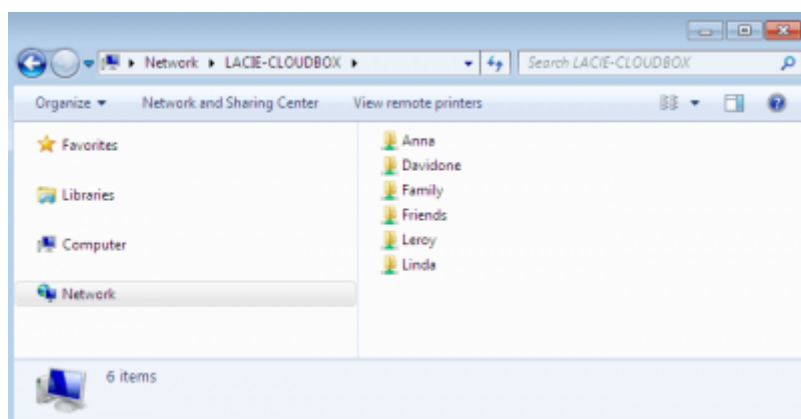 Network LACIE-CLOUDBOX Search LACIE-CLOUDBOX
Organize Network and Sharing Center View remote printers
Favorites
Libraries
Computer
Network
Anna
Davidone
Family
Friends
Leroy
Linda
6 items